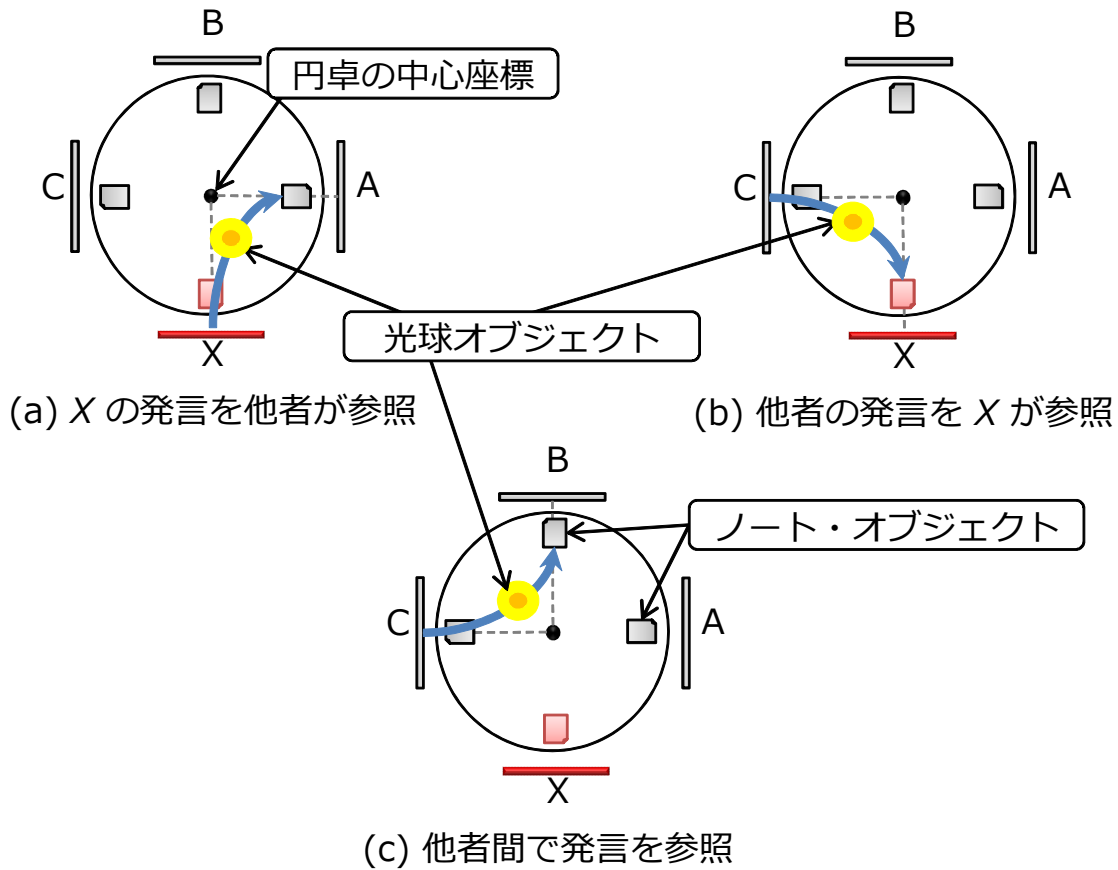 B
円卓の中心座標
C
A
X
B
C
A
X
光球オブジェクト
(a) X の発言を他者が参照
(b) 他者の発言を X が参照
B
ノート・オブジェクト
C
A
X
(c) 他者間で発言を参照